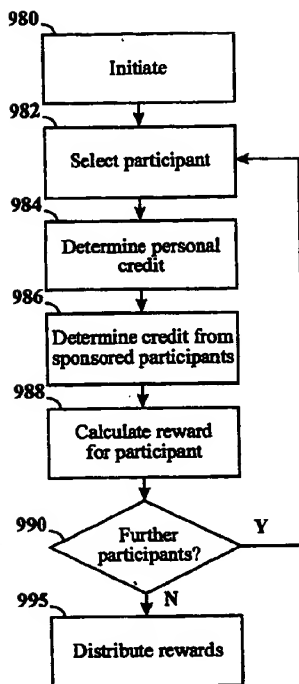 980
Initiate
982
Select participant
984
Determine personal
credit
986
Determine credit from
sponsored participants
988
Calculate reward
for participant
990
Further
participants?
Y
N
995
Distribute rewards